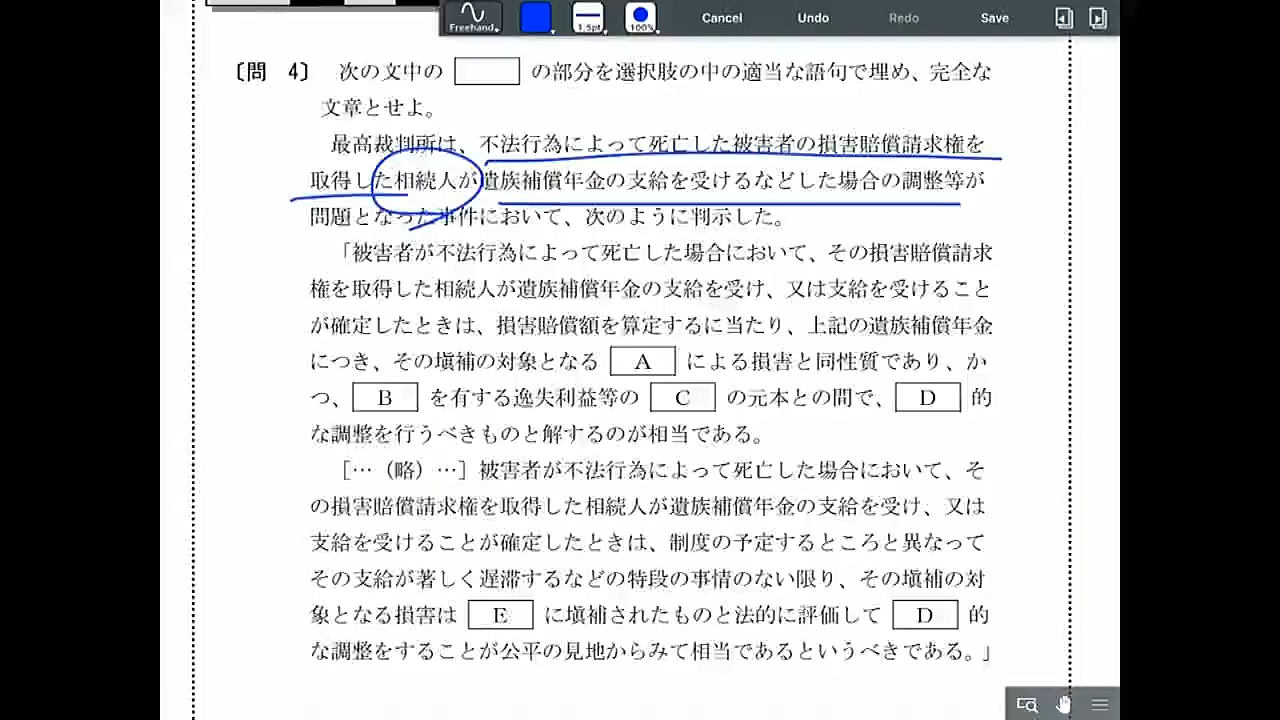 Freehand
1.5pt
100%
Cancel
Undo
Redo
Save
〔問 4〕 次の文中の の部分を選択肢の中の適当な語句で埋め、完全な
文章とせよ。
最高裁判所は、不法行為によって死亡した被害者の損害賠償請求権を
取得した相続人が遺族補償年金の支給を受けるなどした場合の調整等が
問題となった事件において、次のように判示した。
「被害者が不法行為によって死亡した場合において、その損害賠償請求
権を取得した相続人が遺族補償年金の支給を受け、又は支給を受けること
が確定したときは、損害賠償額を算定するに当たり、上記の遺族補償年金
につき、その塡補の対象となる A による損害と同性質であり、か
つ、 B を有する逸失利益等の C の元本との間で、 D 的
な調整を行うべきものと解するのが相当である。
［…（略）…］被害者が不法行為によって死亡した場合において、そ
の損害賠償請求権を取得した相続人が遺族補償年金の支給を受け、又は
支給を受けることが確定したときは、制度の予定するところと異なって
その支給が著しく遅滞するなどの特段の事情のない限り、その塡補の対
象となる損害は E に塡補されたものと法的に評価して D 的
な調整をすることが公平の見地からみて相当であるというべきである。」